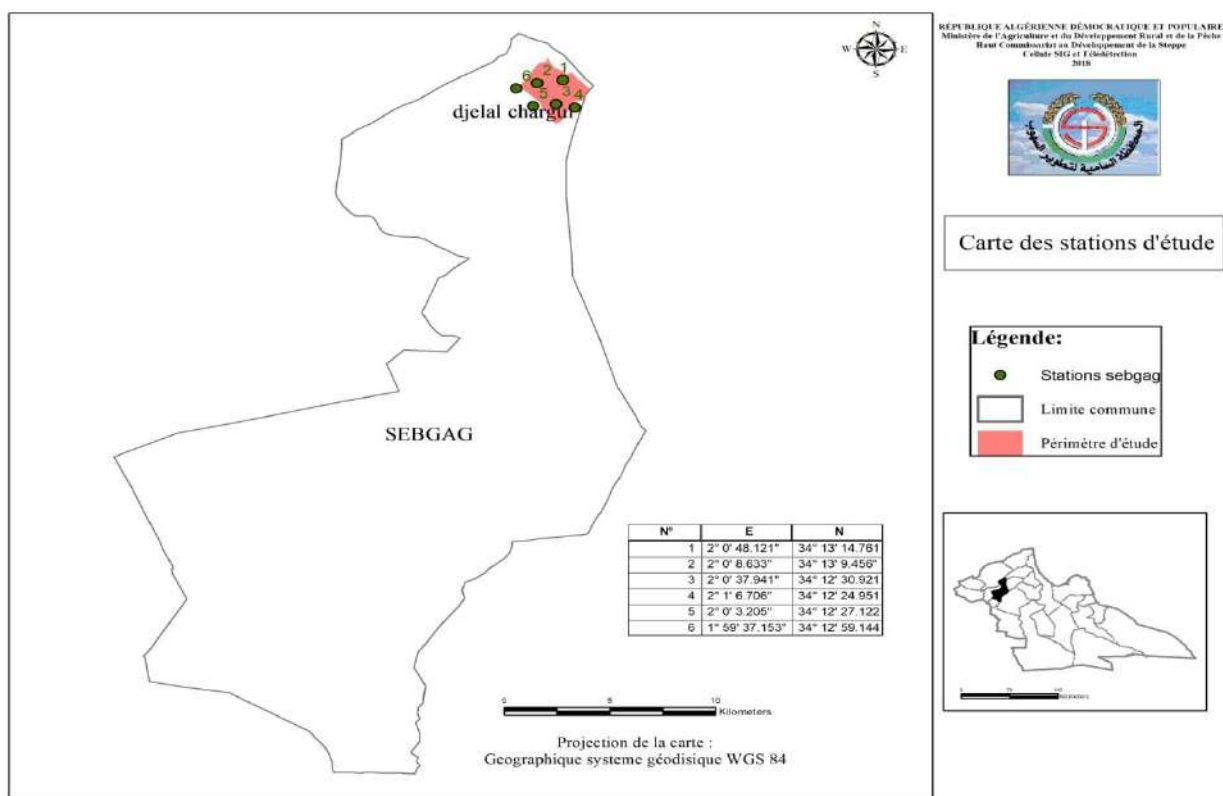 N
W E
S
6 2 1
5 3 4
djelal chargui
SEBGAG
N° E N
1 2° 0' 48.121" 34° 13' 14.761
2 2° 0' 8.633" 34° 13' 9.456"
3 2° 0' 37.941" 34° 12' 30.921
4 2° 1' 6.706" 34° 12' 24.951
5 2° 0' 3.205" 34° 12' 27.122
6 1° 59' 37.153" 34° 12' 59.144
0 5 10
Kilometers
Projection de la carte :
Geographique systeme géodisique WGS 84
RÉPUBLIQUE ALGÉRIENNE DÉMOCRATIQUE ET POPULAIRE
Ministère de l'Agriculture et du Développement Rural et de la Pêche
Haut Commissariat au Développement de la Steppe
Cellule SIG et Télédétection
2018
المحافظة السامية لتطوير السهوب
Carte des stations d'étude
Légende:
Stations sebgag
Limite commune
Périmètre d'étude
0
Kilometers